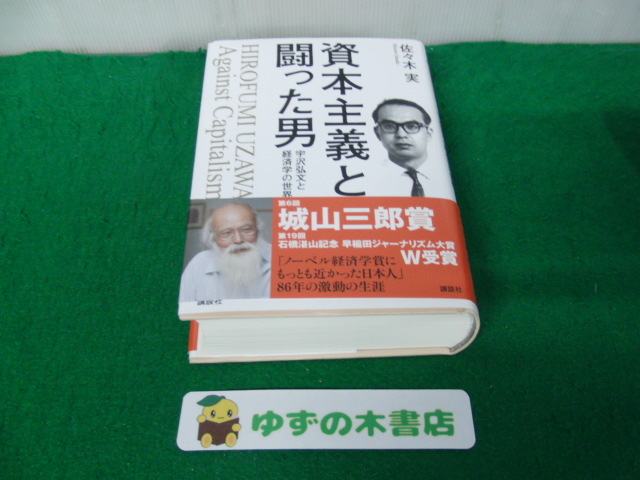 佐々木 実
資本主義と
闘った男
宇沢弘文と
経済学の世界
HIROFUMI UZAWA
Against Capitalism
第6回
城山三郎賞
第19回
石橋湛山記念 早稲田ジャーナリズム大賞
W受賞
「ノーベル経済学賞に
もっとも近かった日本人」
86年の激動の生涯
講談社
講談社
ゆずの木書店